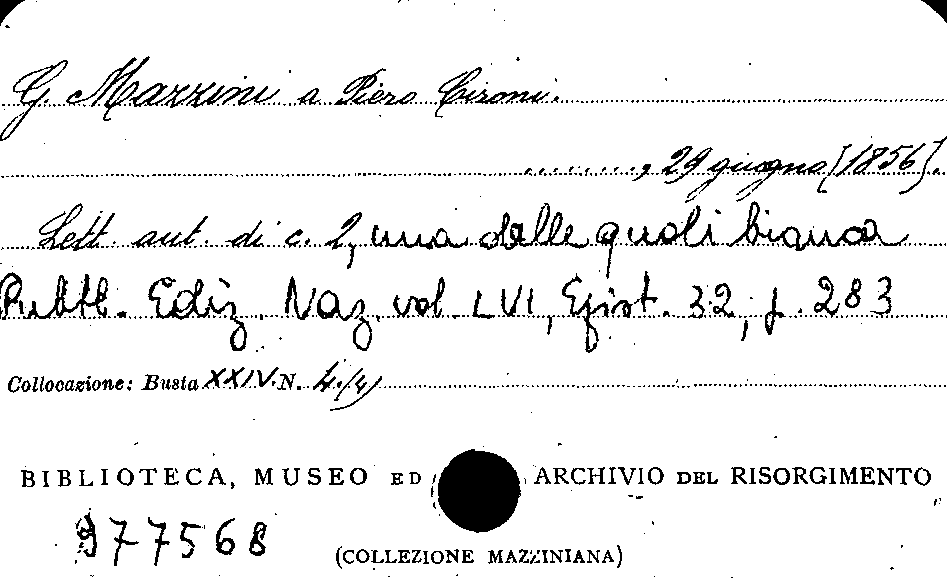 G. Mazzini a Piero Cironi.
........., 29 giugno [1856].
Lett. aut. di c. 2, una delle quali bianca
Pubbl. Ediz. Naz. vol. LVI, Epist. 32, p. 283
Collocazione: Busta XXIV. N. 4./4)
BIBLIOTECA, MUSEO ED ARCHIVIO DEL RISORGIMENTO
977568
(COLLEZIONE MAZZINIANA)